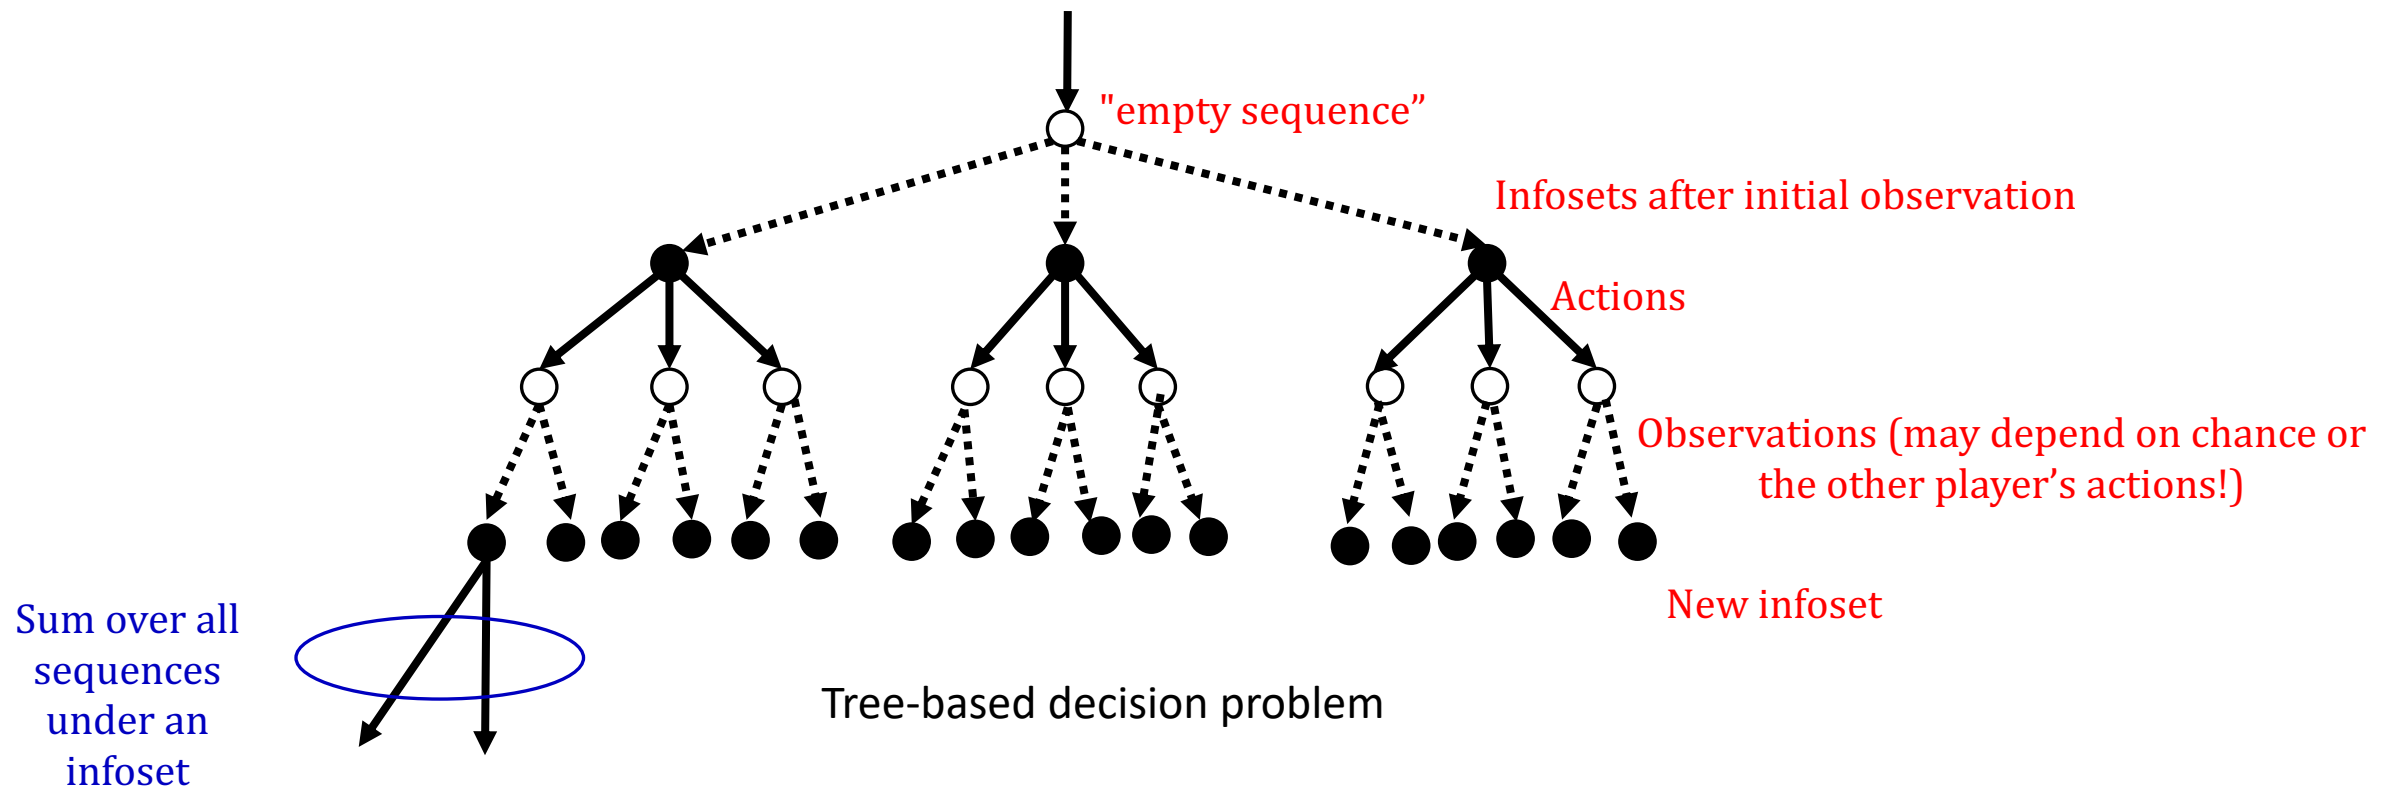 "empty sequence”
Infosets after initial observation
Actions
Observations (may depend on chance or
the other player’s actions!)
New infoset
Sum over all
sequences
under an
infoset
Tree-based decision problem